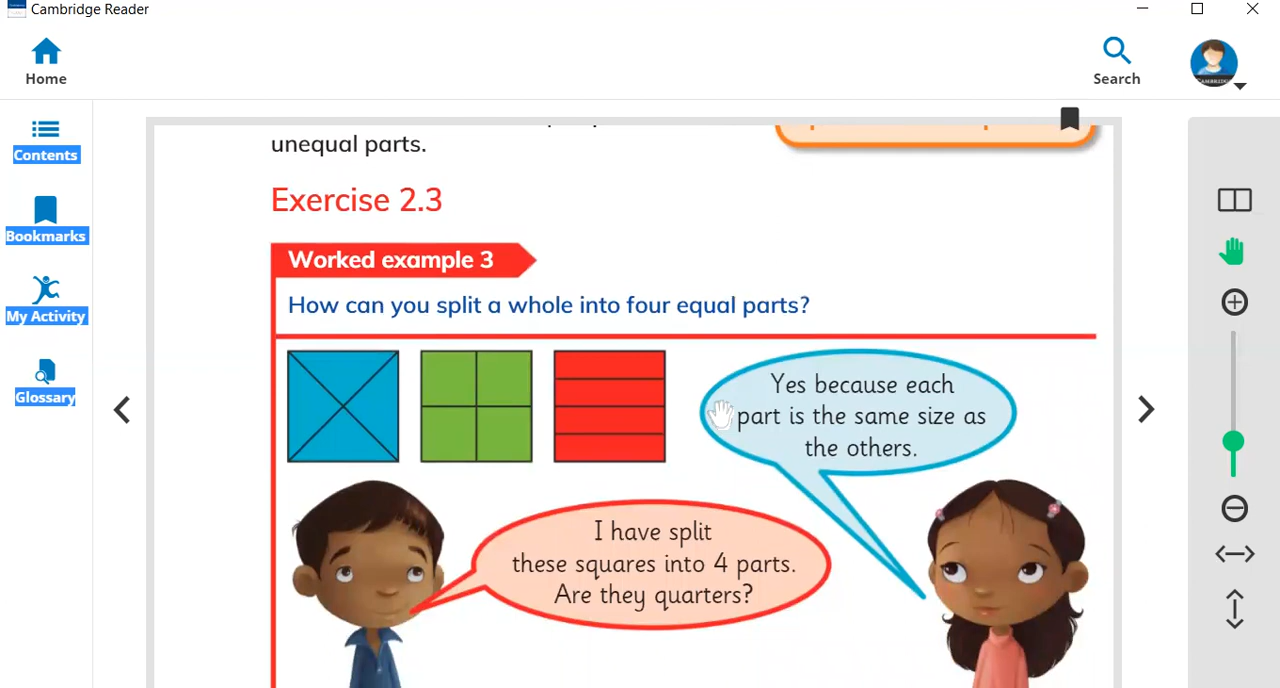 Cambridge Reader
Home
Search
Contents
Bookmarks
My Activity
Glossary
unequal parts.
Exercise 2.3
Worked example 3
How can you split a whole into four equal parts?
Yes because each
part is the same size as
the others.
I have split
these squares into 4 parts.
Are they quarters?